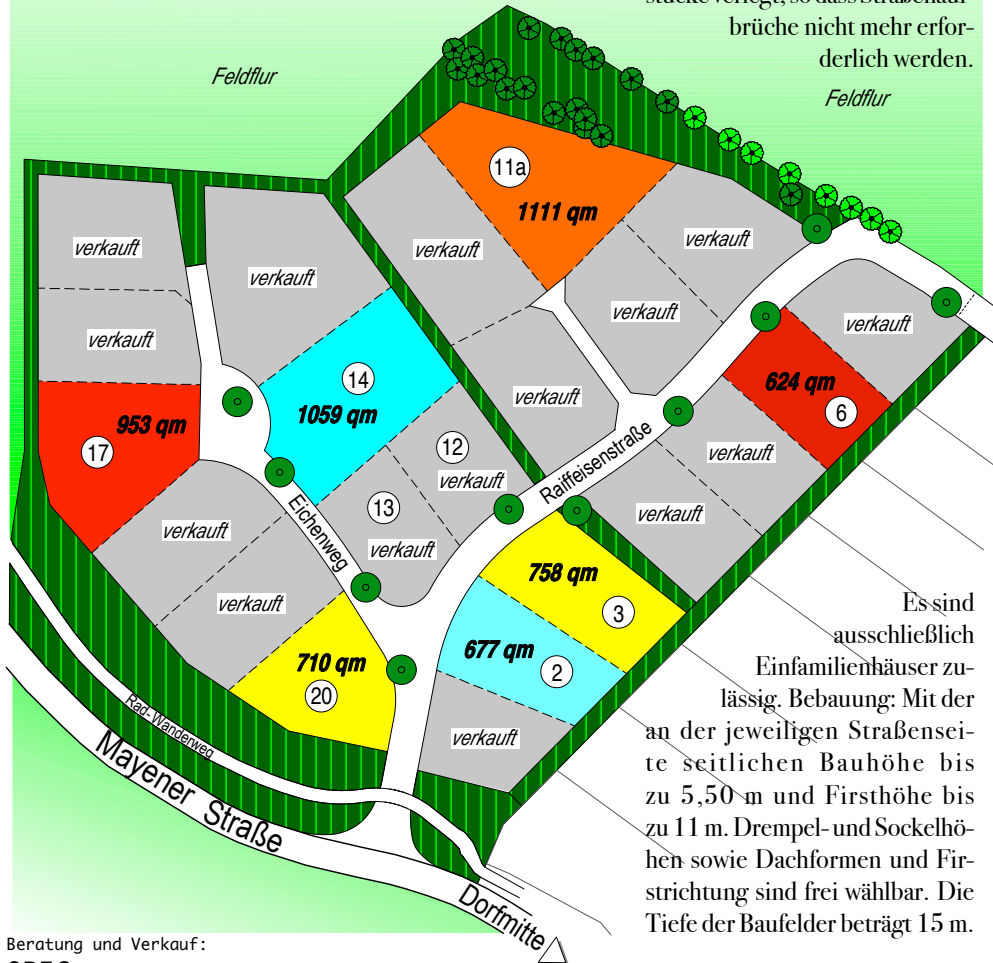 brüche nicht mehr erfor-
derlich werden.
Feldflur
Feldflur
11a
1111 qm
verkauft
verkauft
verkauft
verkauft
verkauft
verkauft
verkauft
14
1059 qm
624 qm
6
953 qm
17
verkauft
12
verkauft
verkauft
Raiffeisenstraße
13
verkauft
verkauft
verkauft
Eichenweg
758 qm
3
verkauft
677 qm
2
710 qm
20
verkauft
Rad-Wanderweg
Mayener Straße
Dorfmitte
Es sind
ausschließlich
Einfamilienhäuser zu-
lässig. Bebauung: Mit der
an der jeweiligen Straßensei-
te seitlichen Bauhöhe bis
zu 5,50 m und Firsthöhe bis
zu 11 m. Drempel- und Sockelhö-
hen sowie Dachformen und Fir-
strichtung sind frei wählbar. Die
Tiefe der Baufelder beträgt 15 m.
Beratung und Verkauf: